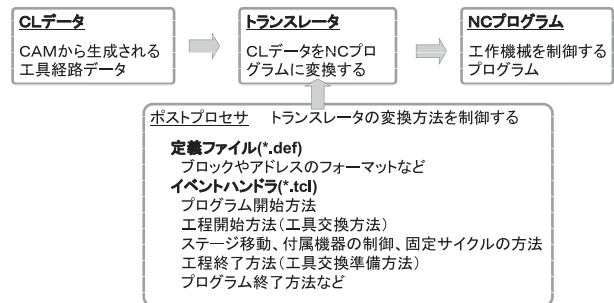 CLデータ
CAMから生成される
工具経路データ
トランスレータ
CLデータをNCプロ
グラムに変換する
NCプログラム
工作機械を制御する
プログラム
ポストプロセサ　トランスレータの変換方法を制御する
定義ファイル(*.def)
ブロックやアドレスのフォーマットなど
イベントハンドラ(*.tcl)
プログラム開始方法
工程開始方法(工具交換方法)
ステージ移動、付属機器の制御、固定サイクルの方法
工程終了方法(工具交換準備方法)
プログラム終了方法など